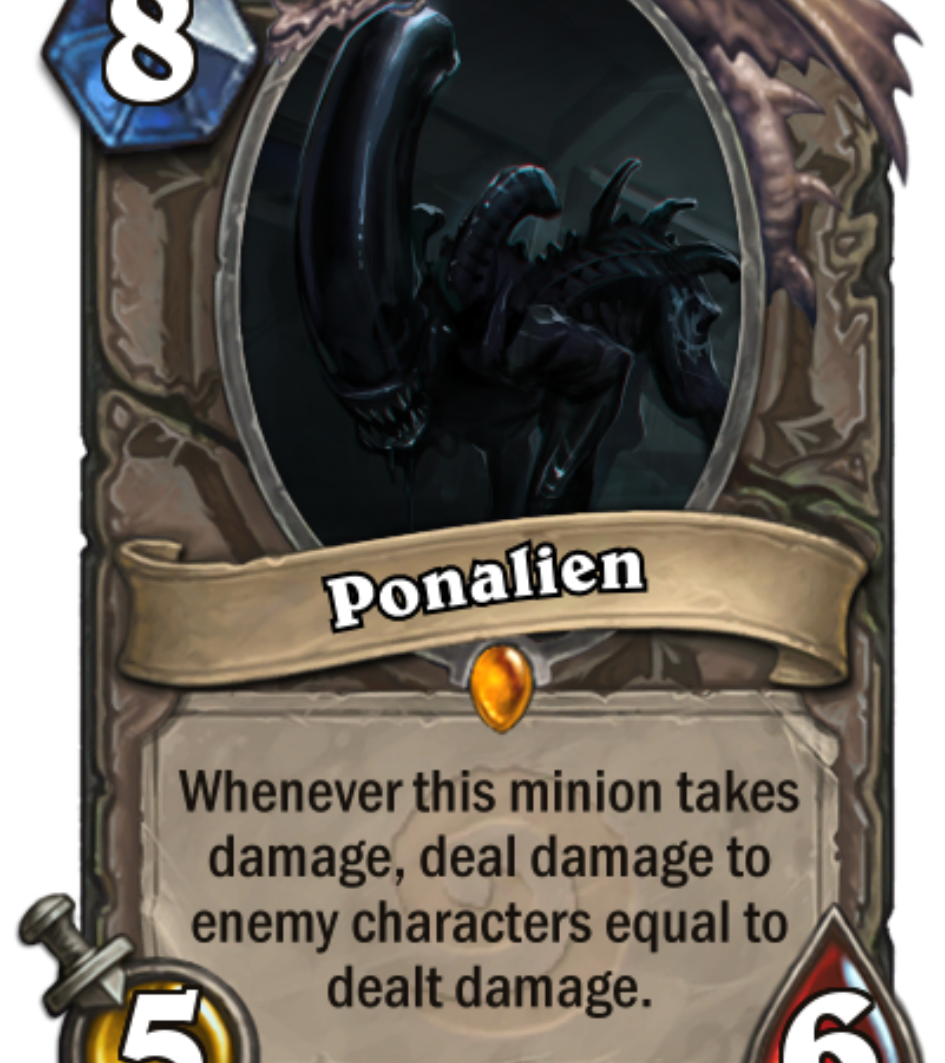 8
Ponalien
Whenever this minion takes
damage, deal damage to
enemy characters equal to
dealt damage.
5
6